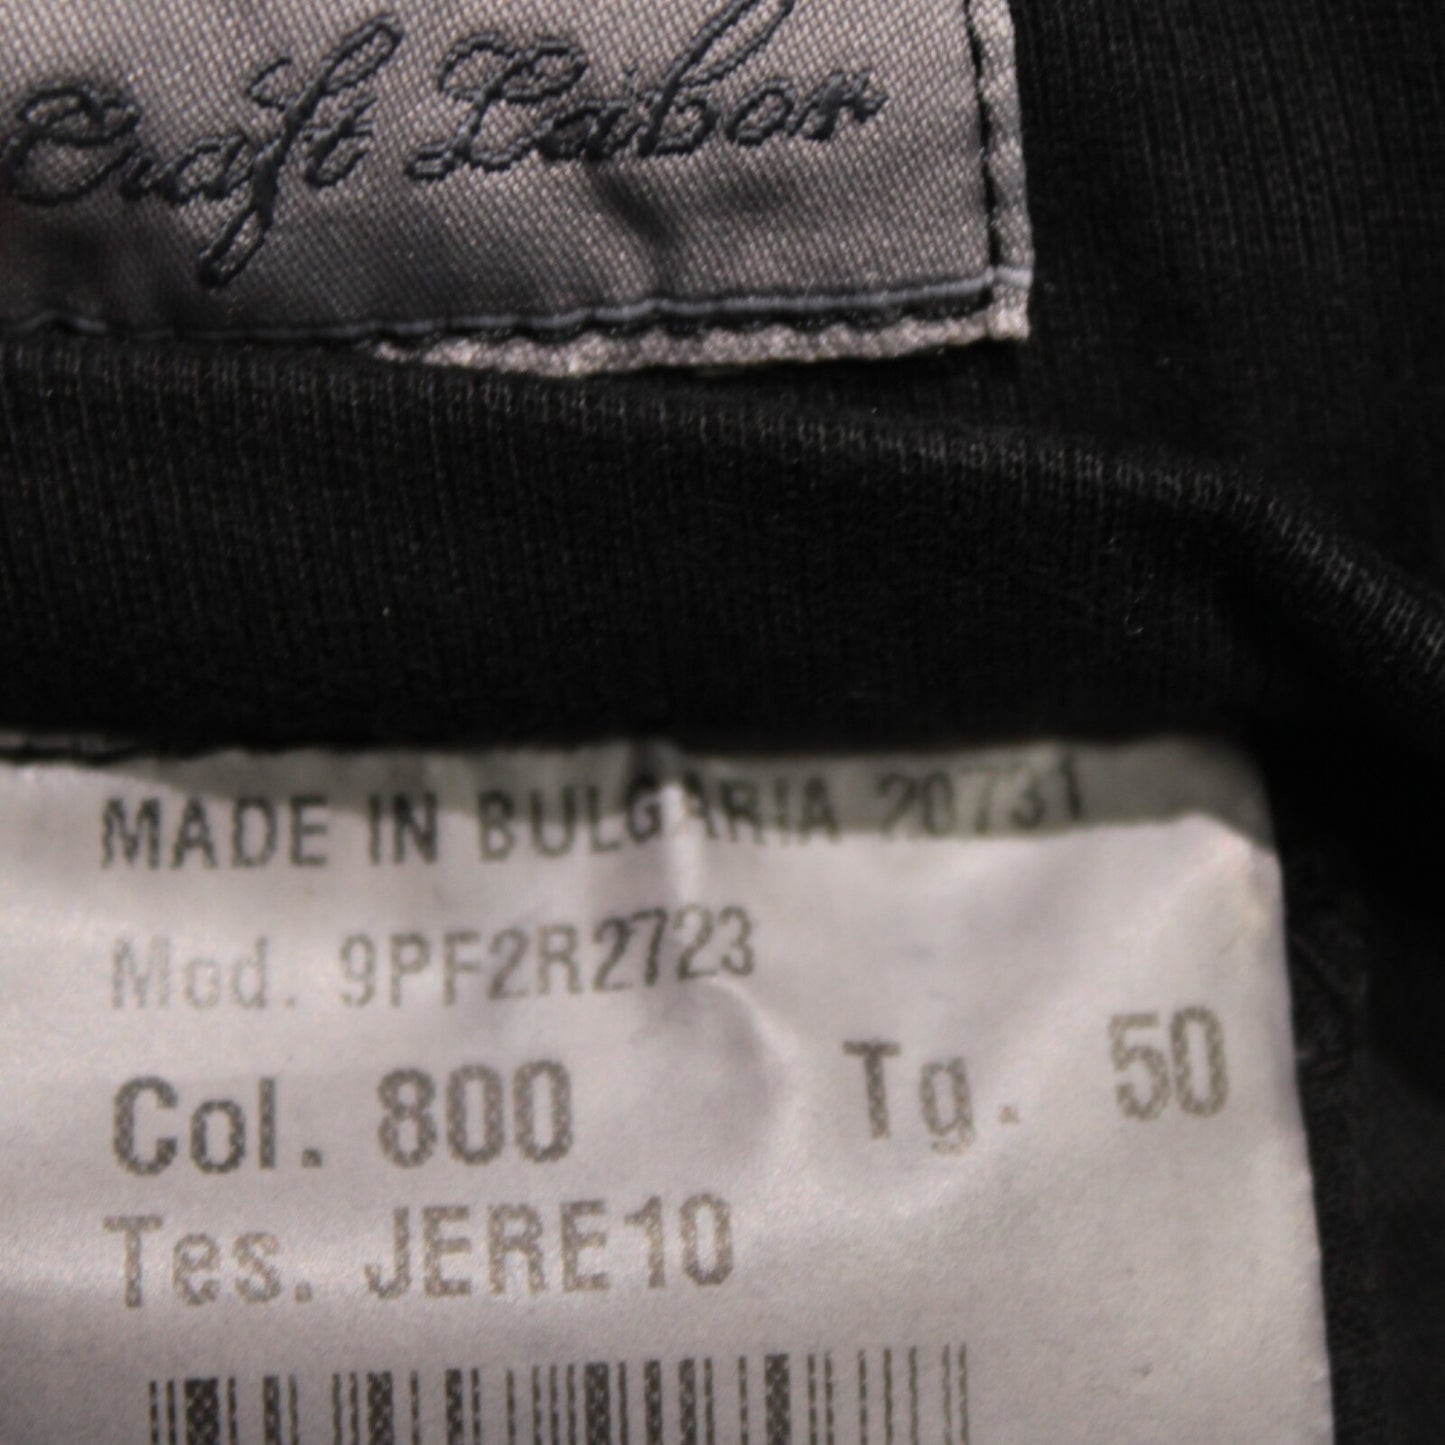 Craft Labor
MADE IN BULGARIA 20731
Mod. 9PF2R2723
Col. 800 Tg. 50
Tes. JERE10